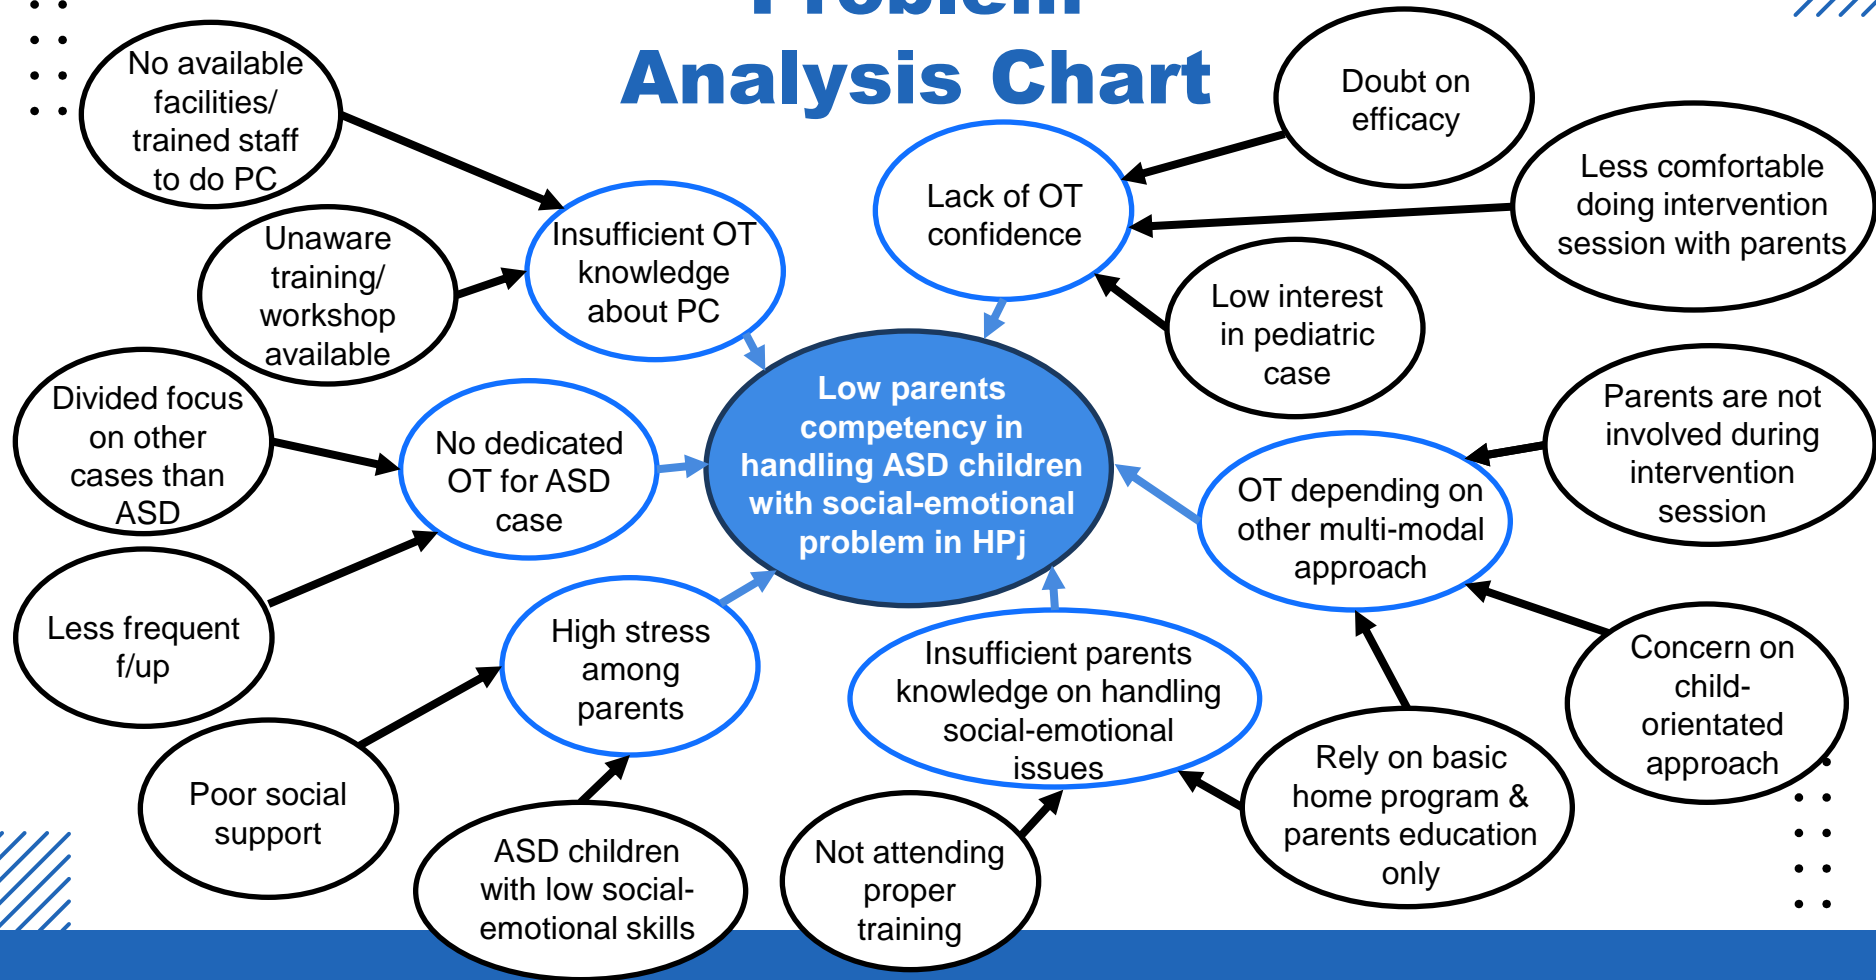 Problem
Analysis Chart
No available
facilities/
trained staff
to do PC
Unaware
training/
workshop
available
Insufficient OT
knowledge
about PC
Lack of OT
confidence
Doubt on
efficacy
Less comfortable
doing intervention
session with parents
Low interest
in pediatric
case
Divided focus
on other
cases than
ASD
No dedicated
OT for ASD
case
Less frequent
f/up
Low parents
competency in
handling ASD children
with social-emotional
problem in HPj
OT depending on
other multi-modal
approach
Parents are not
involved during
intervention
session
Concern on
child-
orientated
approach
High stress
among
parents
Poor social
support
ASD children
with low social-
emotional skills
Insufficient parents
knowledge on handling
social-emotional
issues
Not attending
proper
training
Rely on basic
home program &
parents education
only